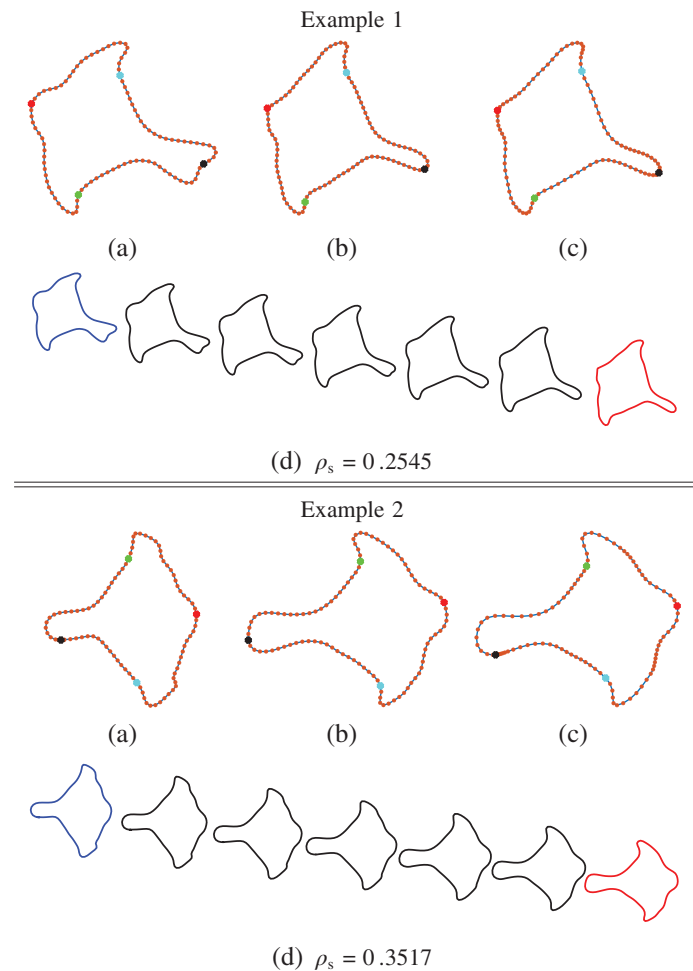 Example 1
(a) (b) (c)
(d) ρs = 0.2545
Example 2
(a) (b) (c)
(d) ρs = 0.3517